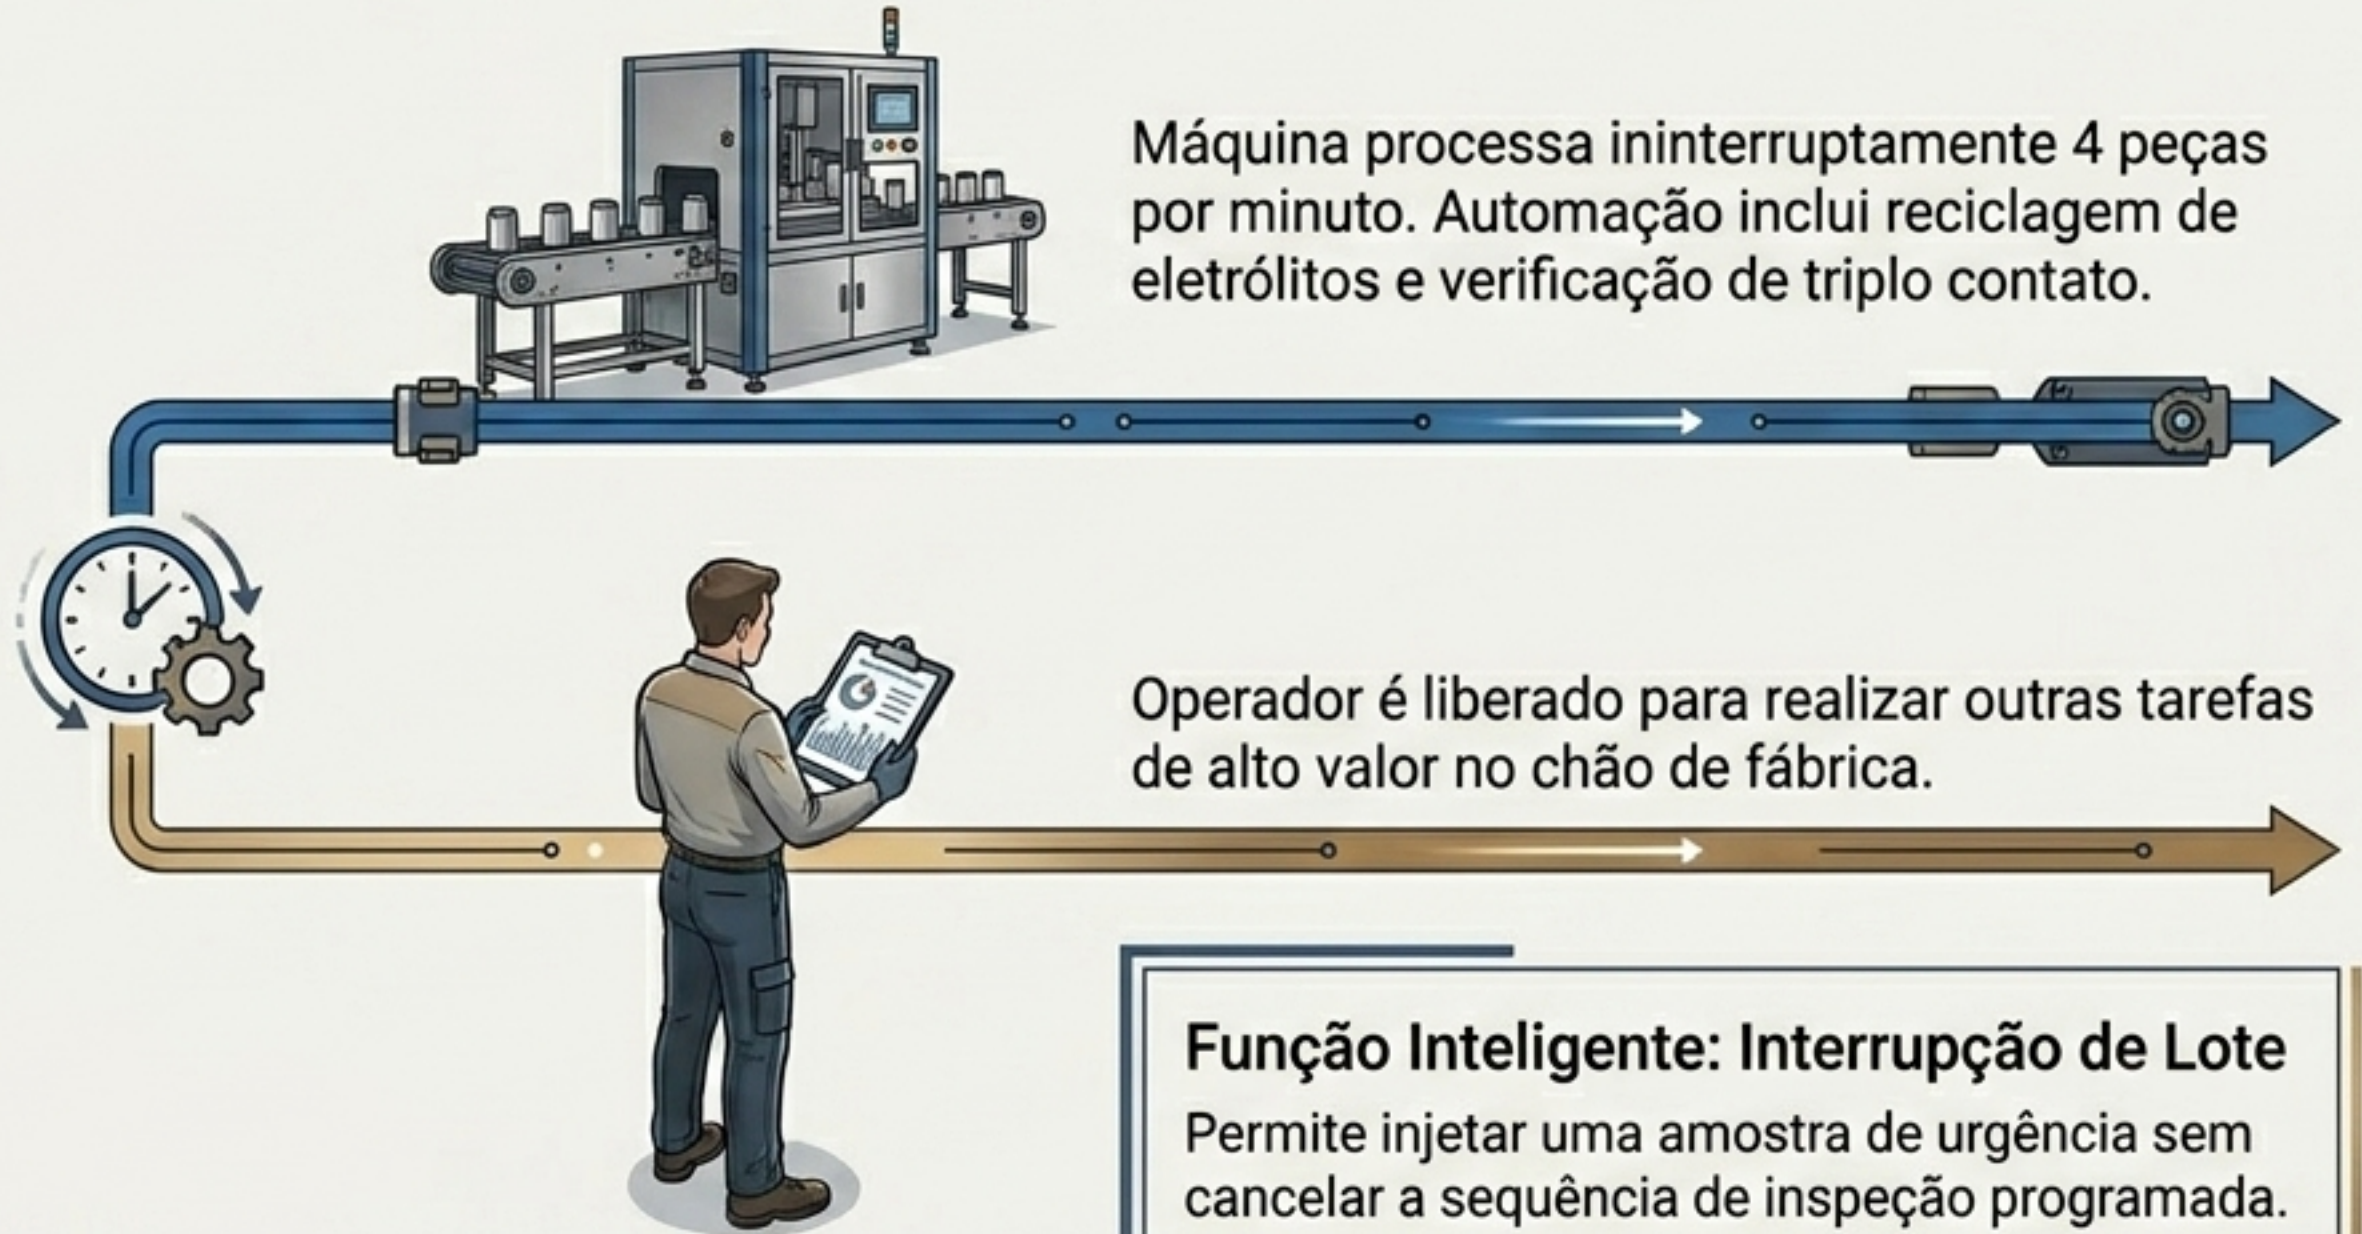 Máquina processa ininterruptamente 4 peças
por minuto. Automação inclui reciclagem de
eletrólitos e verificação de triplo contato.
Operador é liberado para realizar outras tarefas
de alto valor no chão de fábrica.
Função Inteligente: Interrupção de Lote
Permite injetar uma amostra de urgência sem
cancelar a sequência de inspeção programada.